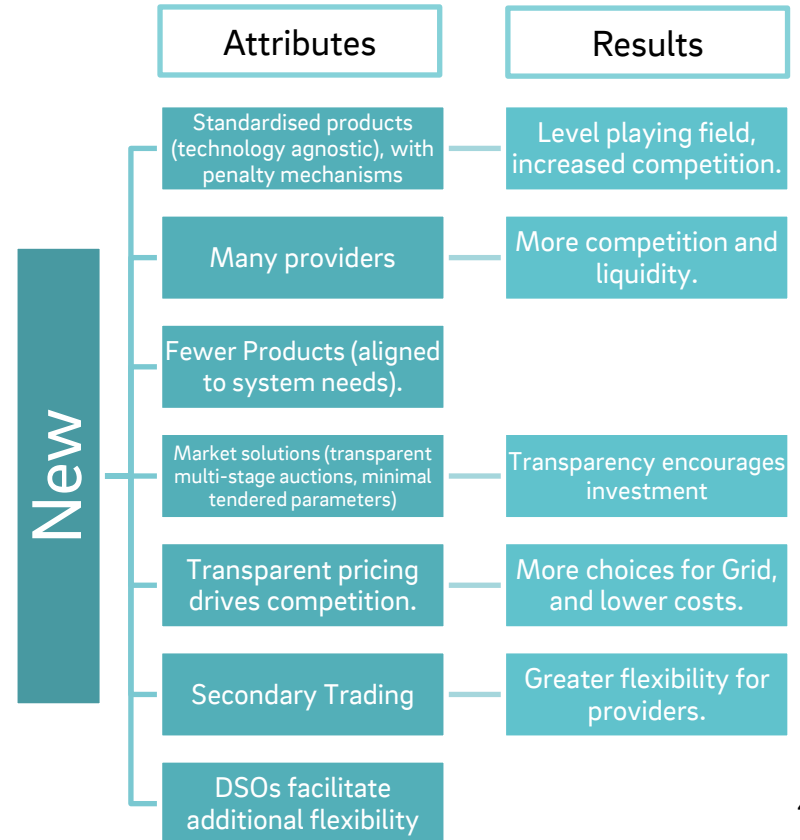 Attributes
Results
New
Standardised products
(technology agnostic), with
penalty mechanisms
Level playing field,
increased competition.
Many providers
More competition and
liquidity.
Fewer Products (aligned
to system needs).
Market solutions (transparent
multi-stage auctions, minimal
tendered parameters)
Transparency encourages
investment
Transparent pricing
drives competition.
More choices for Grid,
and lower costs.
Secondary Trading
Greater flexibility for
providers.
DSOs facilitate
additional flexibility